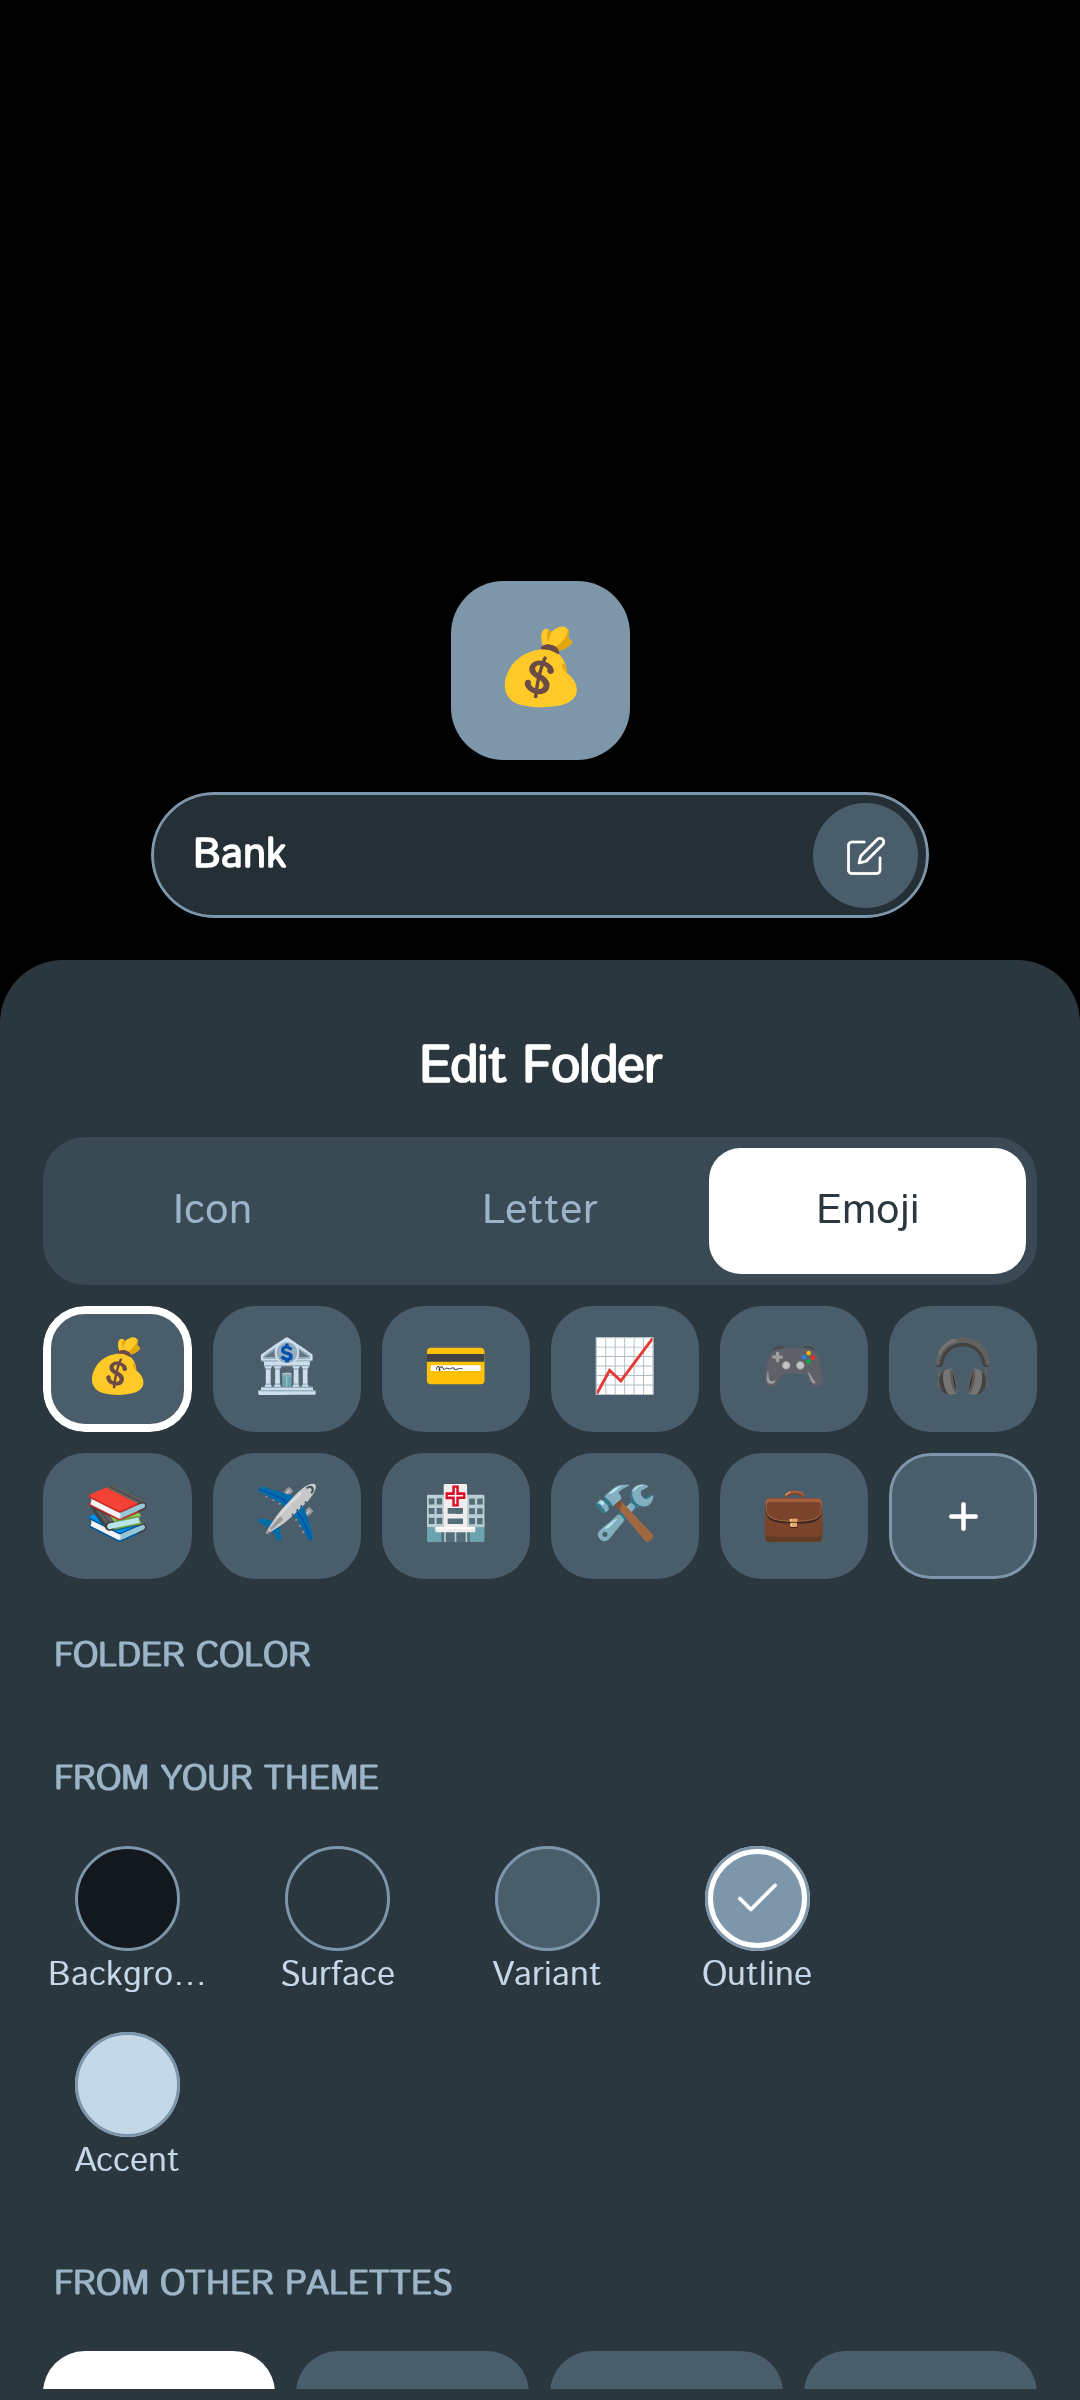 Bank
Edit Folder
Icon Letter Emoji
FOLDER COLOR
FROM YOUR THEME
Backgro... Surface Variant Outline
Accent
FROM OTHER PALETTES